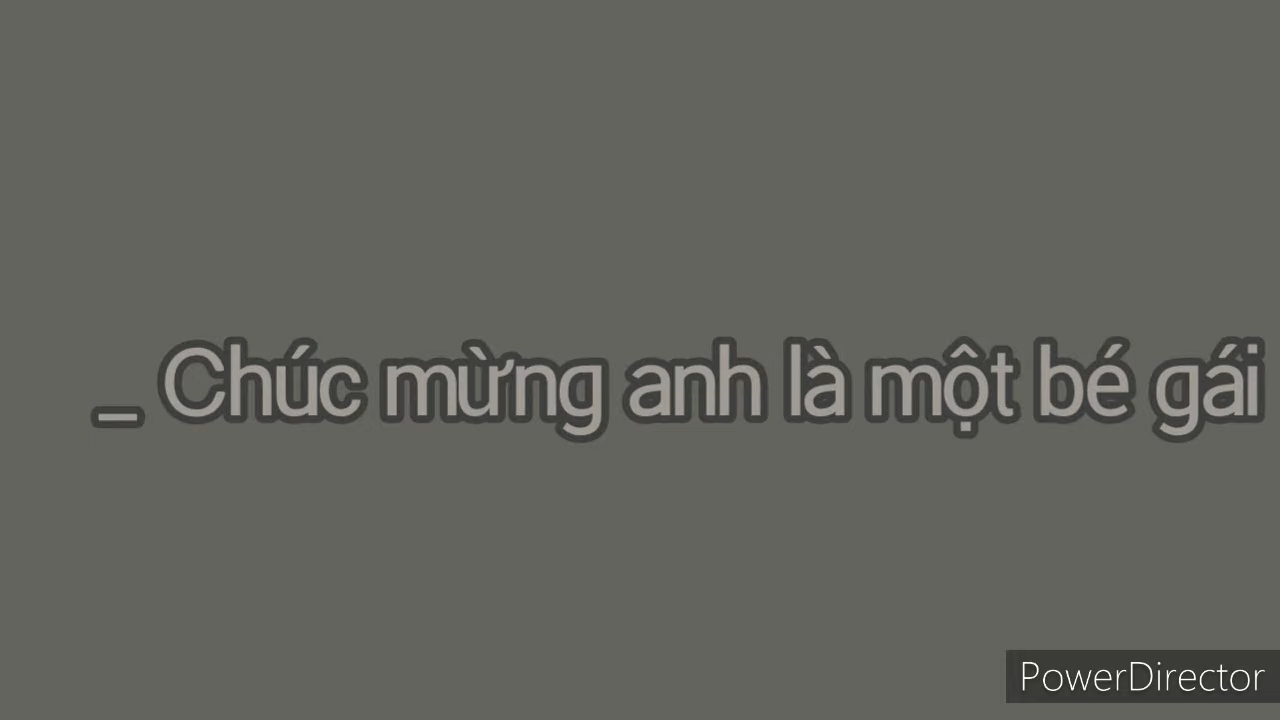 _ Chúc mừng anh là một bé gái
PowerDirector